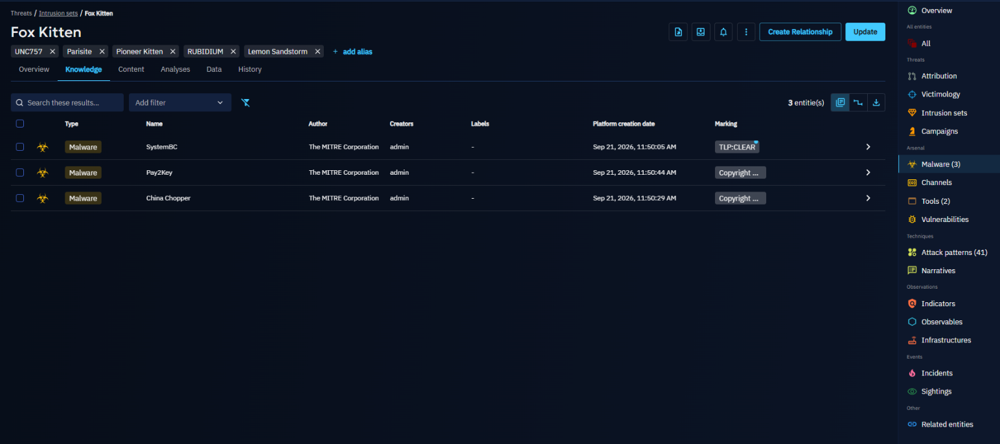 Threats / Intrusion sets / Fox Kitten
Fox Kitten
Create Relationship
Update
UNC757
Parisite
Pioneer Kitten
RUBIDIUM
Lemon Sandstorm
+ add alias
Overview Knowledge Content Analyses Data History
Search these results...
Add filter
3 entitie(s)
Type Name Author Creators Labels Platform creation date Marking
Malware SystemBC The MITRE Corporation admin - Sep 21, 2026, 11:50:05 AM TLP:CLEAR
Malware Pay2Key The MITRE Corporation admin - Sep 21, 2026, 11:50:44 AM Copyright ...
Malware China Chopper The MITRE Corporation admin - Sep 21, 2026, 11:50:29 AM Copyright ...
Overview
All entities
All
Threats
Attribution
Victimology
Intrusion sets
Campaigns
Arsenal
Malware (3)
Channels
Tools (2)
Vulnerabilities
Techniques
Attack patterns (41)
Narratives
Observations
Indicators
Observables
Infrastructures
Events
Incidents
Sightings
Other
Related entities